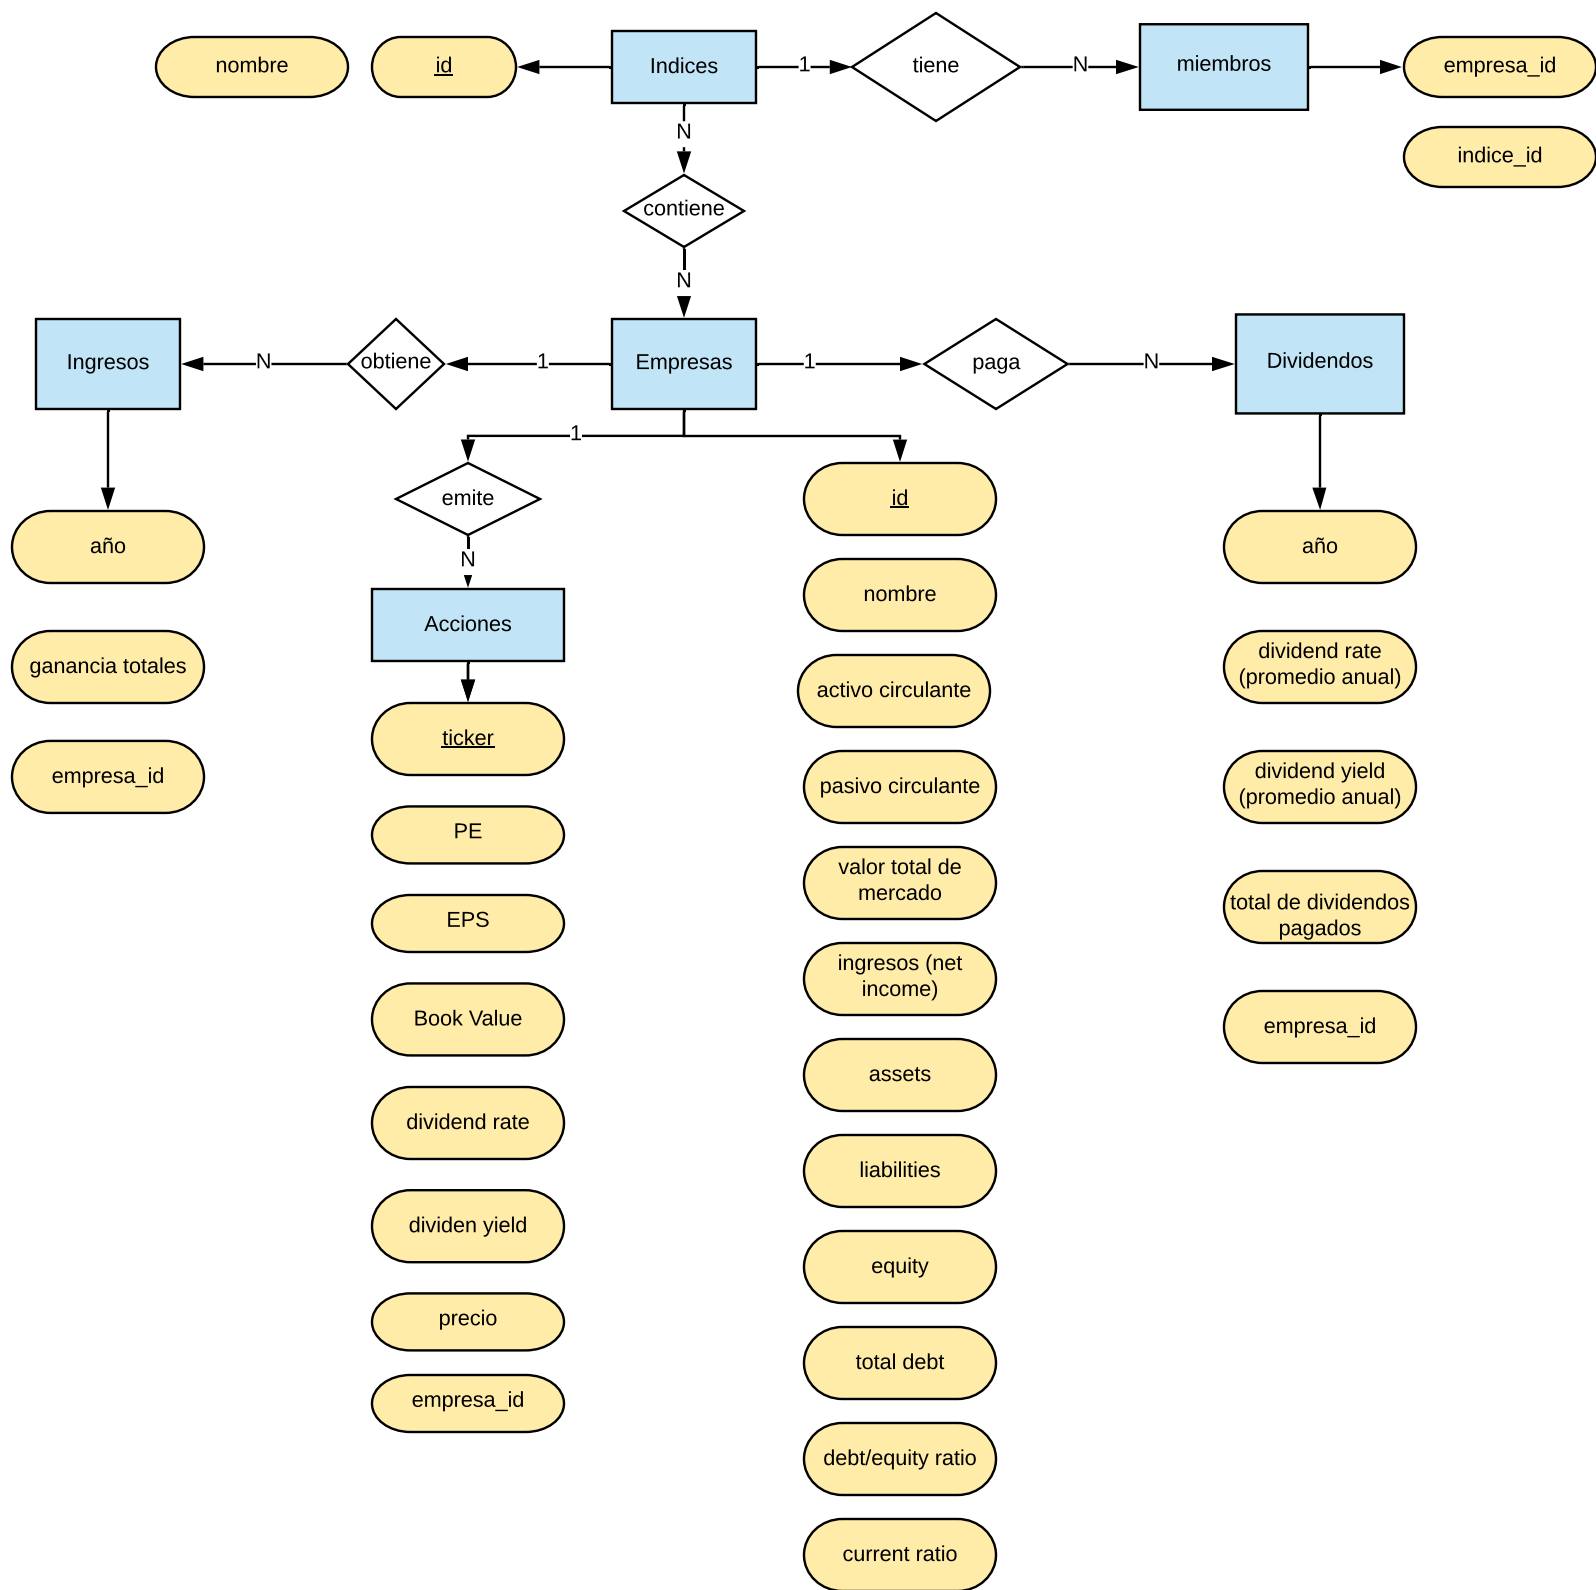 nombre
id
Indices
1
tiene
N
miembros
empresa_id
indice_id
N
contiene
N
Ingresos
N
obtiene
1
Empresas
1
paga
N
Dividendos
1
emite
N
Acciones
año
ganancia totales
empresa_id
ticker
PE
EPS
Book Value
dividend rate
dividen yield
precio
empresa_id
id
nombre
activo circulante
pasivo circulante
valor total de
mercado
ingresos (net
income)
assets
liabilities
equity
total debt
debt/equity ratio
current ratio
año
dividend rate
(promedio anual)
dividend yield
(promedio anual)
total de dividendos
pagados
empresa_id